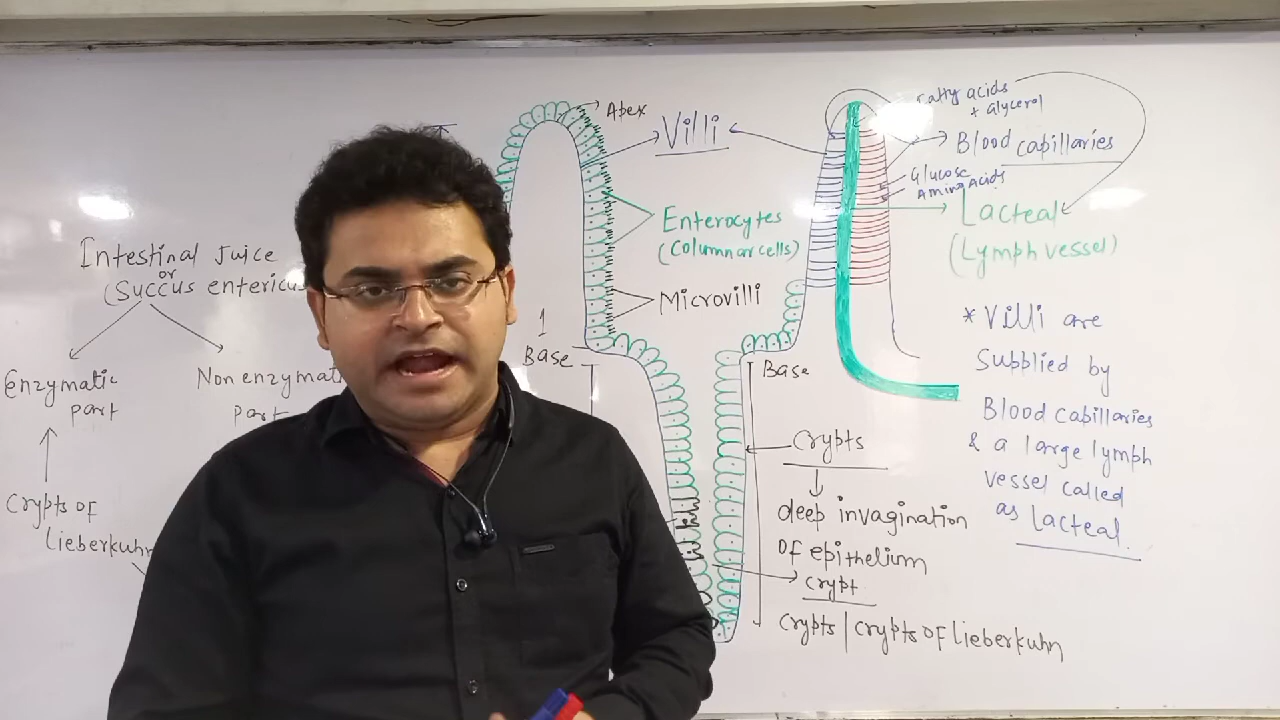 Intestinal Juice
or
(Succus entericus
Enzymatic
part
Non enzymat
part
Crypts of
Lieberkuhn
Apex
Villi
Enterocytes
(Columnar cells)
Microvilli
1
Base
Fatty acids
+ Glycerol
Blood capillaries
Glucose
Amino Acids
Lacteal
(Lymph vessel)
Base
Crypts
deep invagination
of epithelium
crypt
Crypts | Crypts of Lieberkuhn
* Villi are
Supplied by
Blood capillaries
& a large lymph
vessel called
as Lacteal.